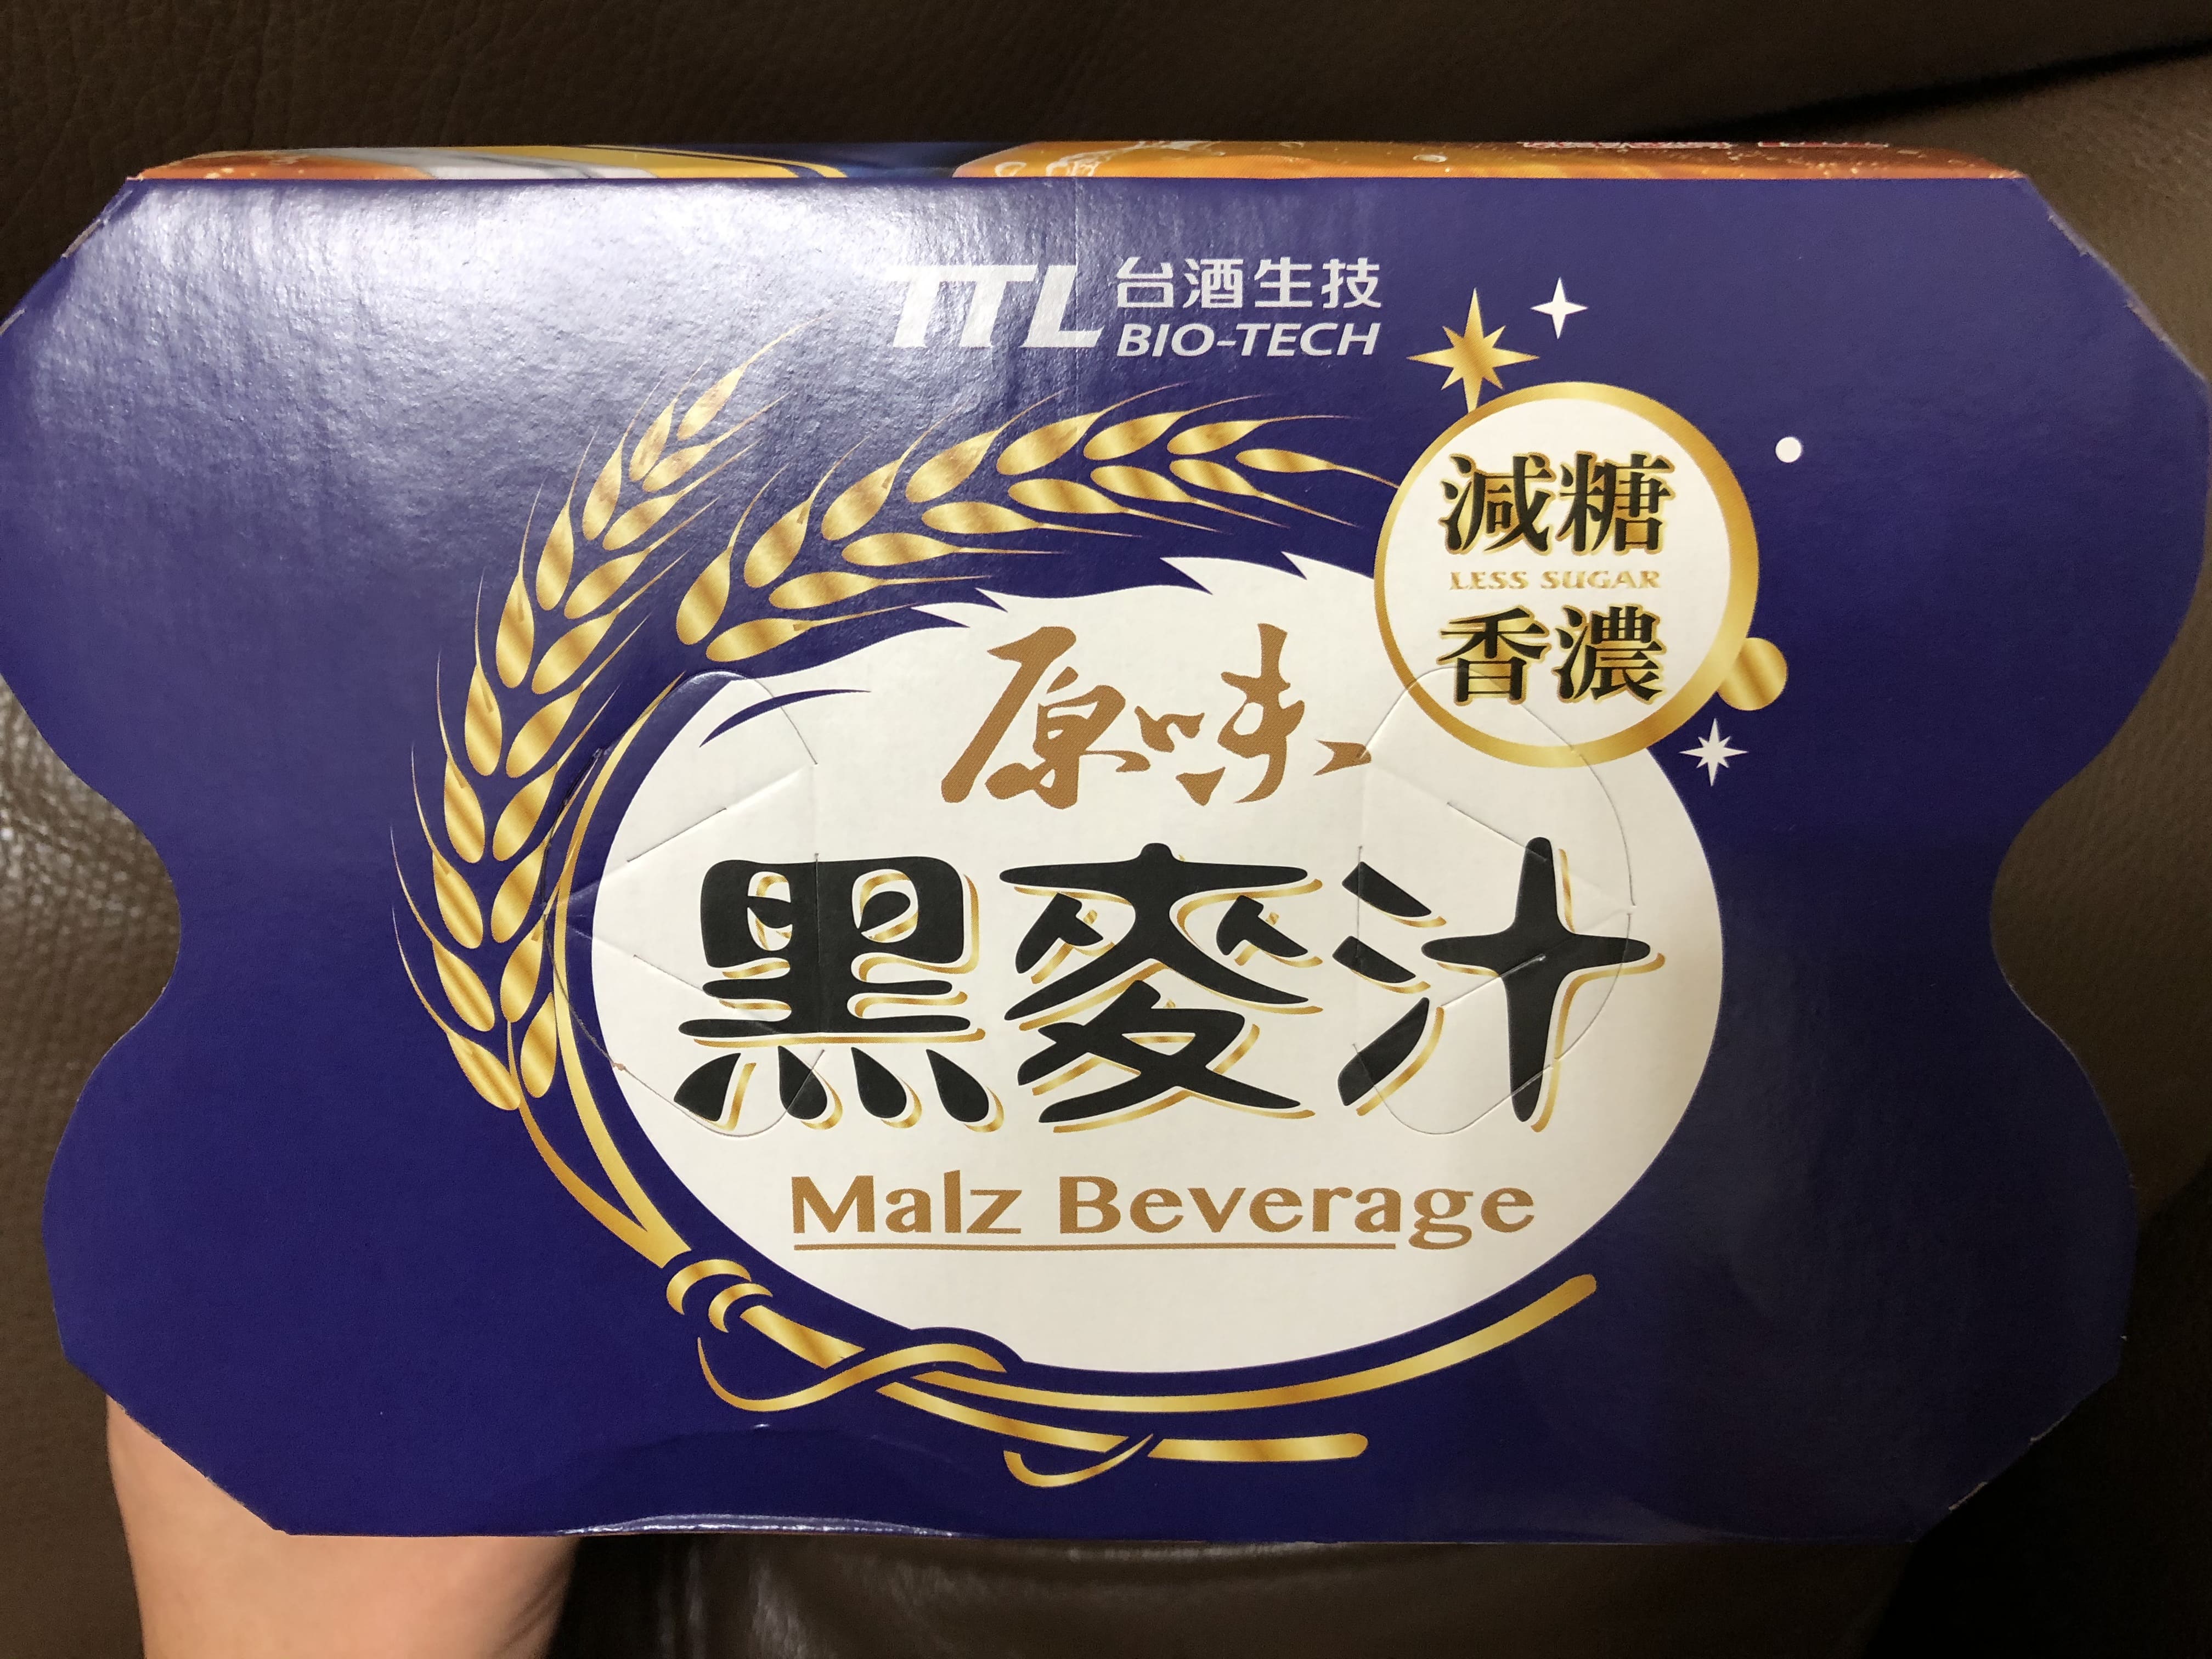 TTL 台酒生技
BIO-TECH
減糖
LESS SUGAR
香濃
原味
黑麥汁
Malz Beverage